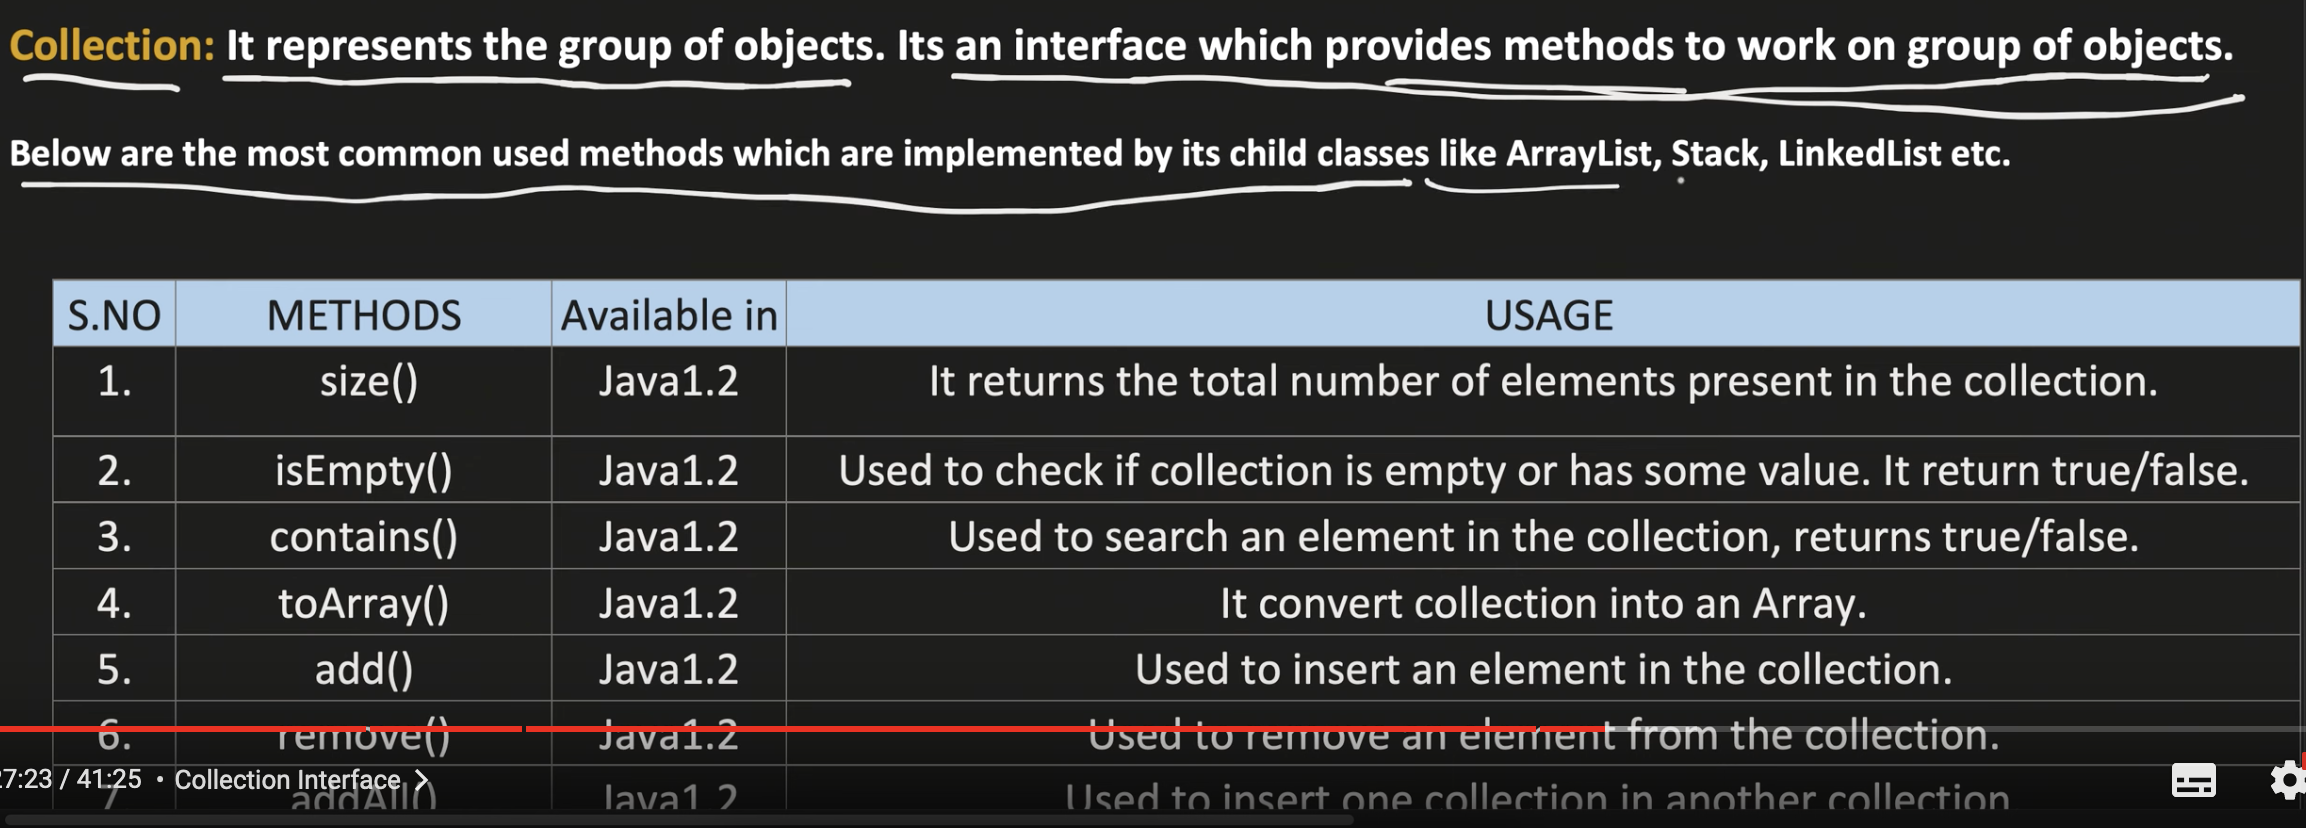 Collection: It represents the group of objects. Its an interface which provides methods to work on group of objects.
Below are the most common used methods which are implemented by its child classes like ArrayList, Stack, LinkedList etc.
S.NO METHODS Available in USAGE
1. size() Java1.2 It returns the total number of elements present in the collection.
2. isEmpty() Java1.2 Used to check if collection is empty or has some value. It return true/false.
3. contains() Java1.2 Used to search an element in the collection, returns true/false.
4. toArray() Java1.2 It convert collection into an Array.
5. add() Java1.2 Used to insert an element in the collection.
6. remove() Java1.2 Used to remove an element from the collection.
7:23 / 41:25 • Collection Interface
7 addAll() Java1 2 Used to insert one collection in another collection